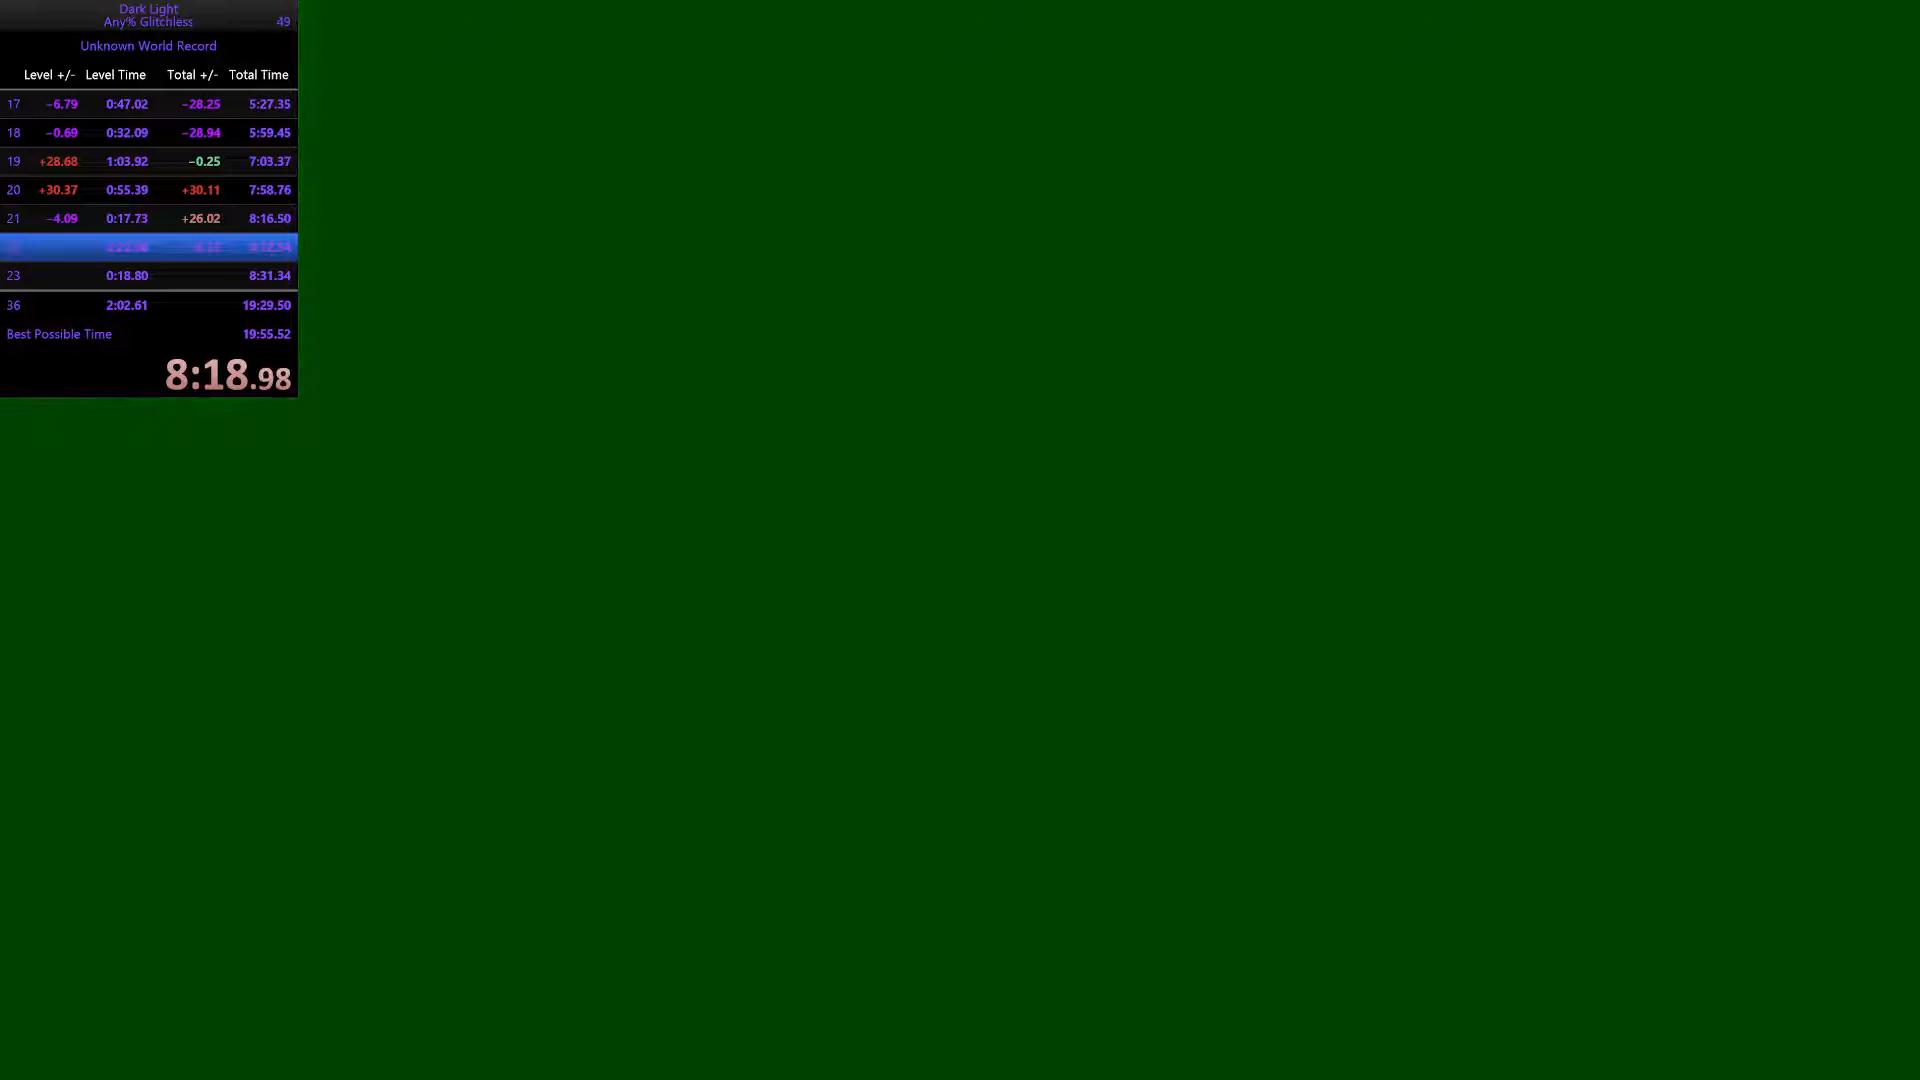 Dark Light
Any% Glitchless 49
Unknown World Record
Level +/- Level Time Total +/- Total Time
17 −6.79 0:47.02 −28.25 5:27.35
18 −0.69 0:32.09 −28.94 5:59.45
19 +28.68 1:03.92 −0.25 7:03.37
20 +30.37 0:55.39 +30.11 7:58.76
21 −4.09 0:17.73 +26.02 8:16.50
23 0:18.80 8:31.34
36 2:02.61 19:29.50
Best Possible Time 19:55.52
8:18.98